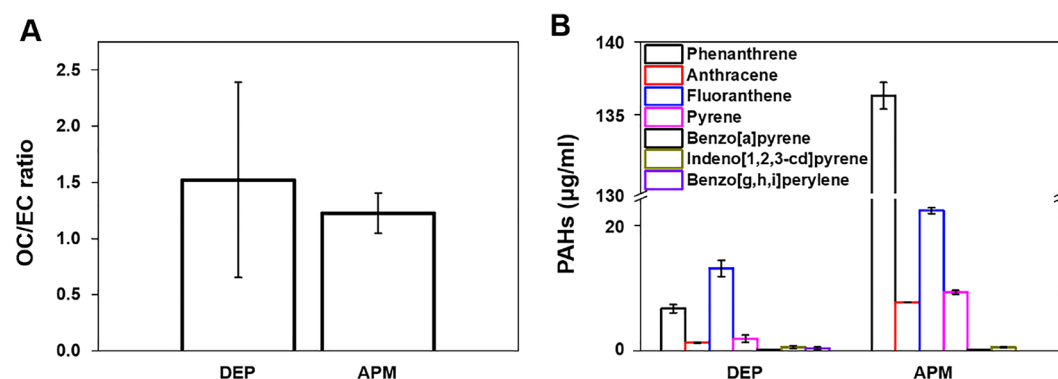 A
OC/EC ratio
2.5
2.0
1.5
1.0
0.5
0.0
DEP
APM
B
PAHs (μg/ml)
140
135
130
20
0
Phenanthrene
Anthracene
Fluoranthene
Pyrene
Benzo[a]pyrene
Indeno[1,2,3-cd]pyrene
Benzo[g,h,i]perylene
DEP
APM